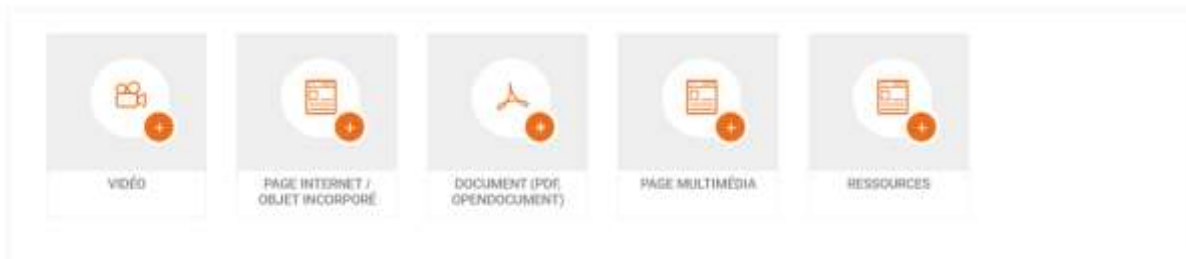 VIDÉO
PAGE INTERNET /
OBJET INCORPORÉ
DOCUMENT (PDF,
OPENDOCUMENT)
PAGE MULTIMÉDIA
RESSOURCES